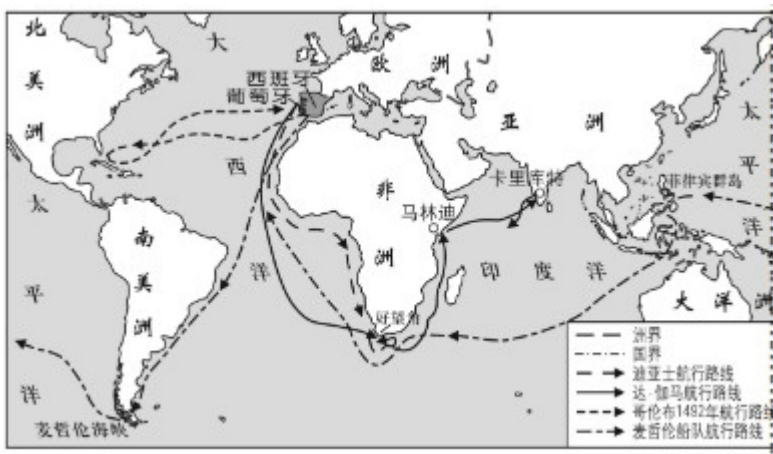 北美洲
大西洋
欧洲
亚洲
太平洋
西班牙
葡萄牙
非洲
卡里库特
马林迪
菲律宾群岛
太平洋
南美洲
印度洋
大洋洲
好望角
麦哲伦海峡
洲界
国界
迪亚士航行路线
达·伽马航行路线
哥伦布1492年航行路线
麦哲伦船队航行路线